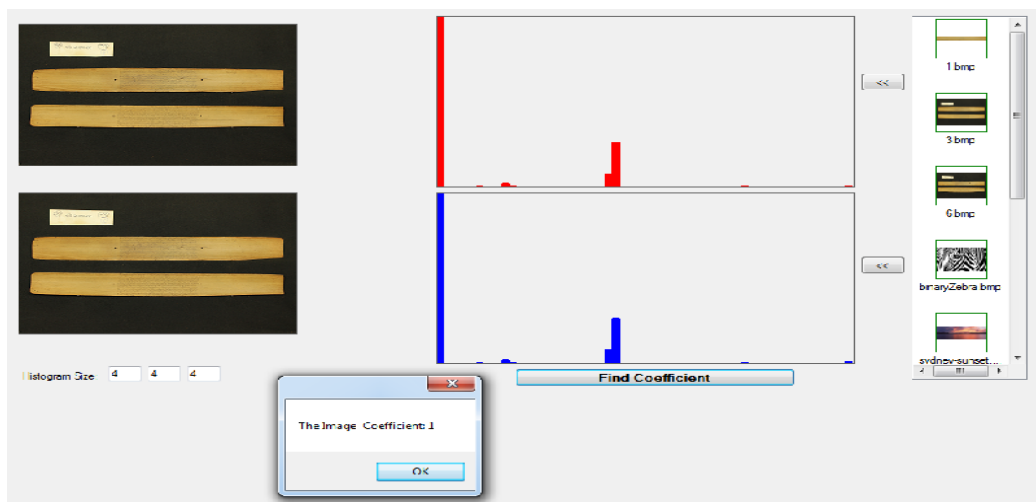 <<
<<
1 bmp
3.bmp
6 bmp
binaryZebra.bmp
sydney-sunset...
Histogram Size 4 4 4
Find Coefficient
The Image Coefficient: 1
OK